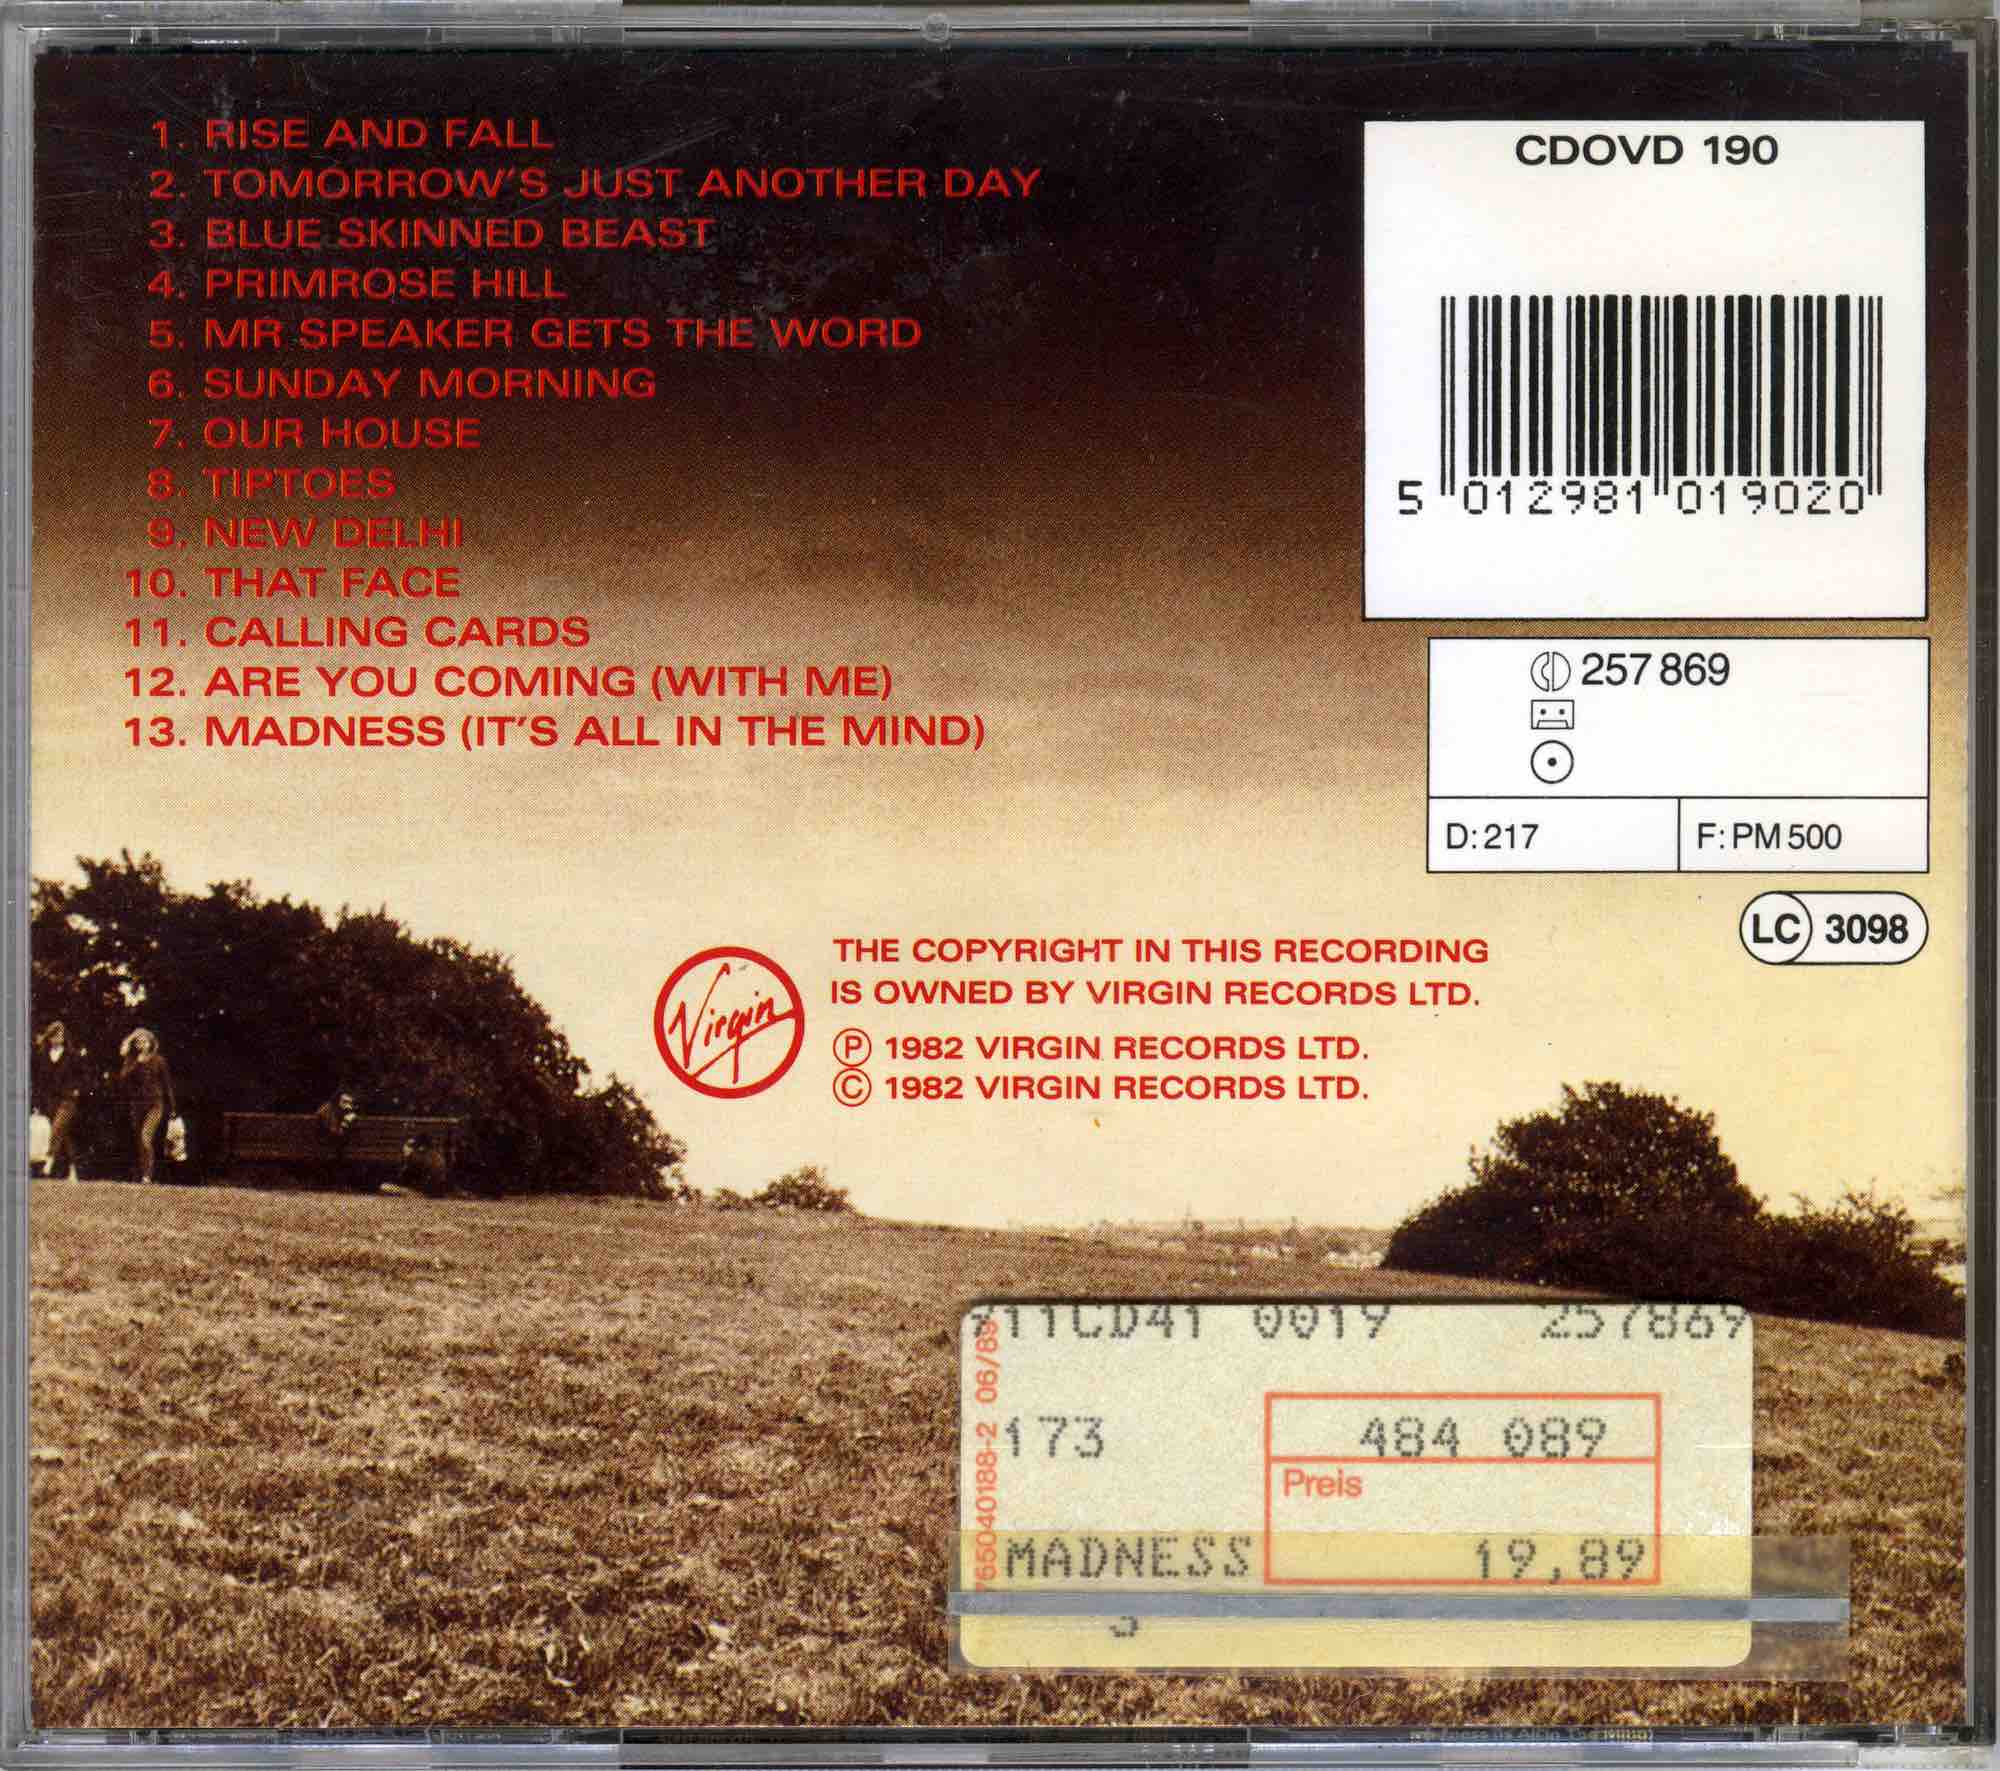 1. RISE AND FALL
2. TOMORROW'S JUST ANOTHER DAY
3. BLUE SKINNED BEAST
4. PRIMROSE HILL
5. MR SPEAKER GETS THE WORD
6. SUNDAY MORNING
7. OUR HOUSE
8. TIPTOES
9. NEW DELHI
10. THAT FACE
11. CALLING CARDS
12. ARE YOU COMING (WITH ME)
13. MADNESS (IT'S ALL IN THE MIND)
CDOVD 190
5 012981 019020
257 869
D: 217
F: PM 500
LC 3098
Virgin
THE COPYRIGHT IN THIS RECORDING
IS OWNED BY VIRGIN RECORDS LTD.
Ⓟ 1982 VIRGIN RECORDS LTD.
© 1982 VIRGIN RECORDS LTD.
11CD41 0019 257869
173 484 089
Preis
MADNESS 19,89
55040188-2 06/89